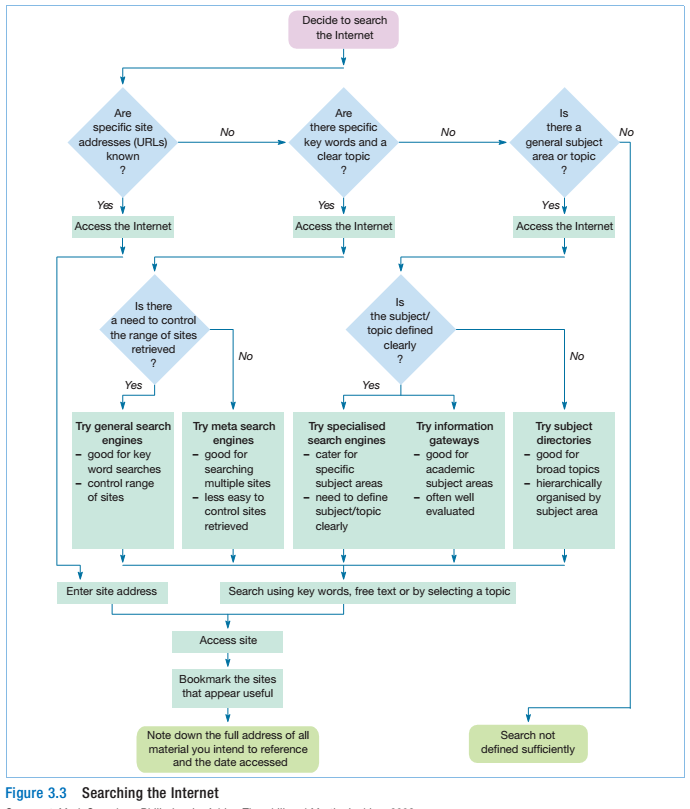 Decide to search
the Internet
Are
specific site
addresses (URLs)
known
?
No
Are
there specific
key words and a
clear topic
?
No
Is
there a
general subject
area or topic
?
No
Yes
Yes
Yes
Access the Internet
Access the Internet
Access the Internet
Is there
a need to control
the range of sites
retrieved
?
No
Yes
Is
the subject/
topic defined
clearly
?
No
Yes
Try general search
engines
– good for key
word searches
– control range
of sites
Try meta search
engines
– good for
searching
multiple sites
– less easy to
control sites
retrieved
Try specialised
search engines
– cater for
specific
subject areas
– need to define
subject/topic
clearly
Try information
gateways
– good for
academic
subject areas
– often well
evaluated
Try subject
directories
– good for
broad topics
– hierarchically
organised by
subject area
Enter site address
Search using key words, free text or by selecting a topic
Access site
Bookmark the sites
that appear useful
Note down the full address of all
material you intend to reference
and the date accessed
Search not
defined sufficiently
Figure 3.3 Searching the Internet